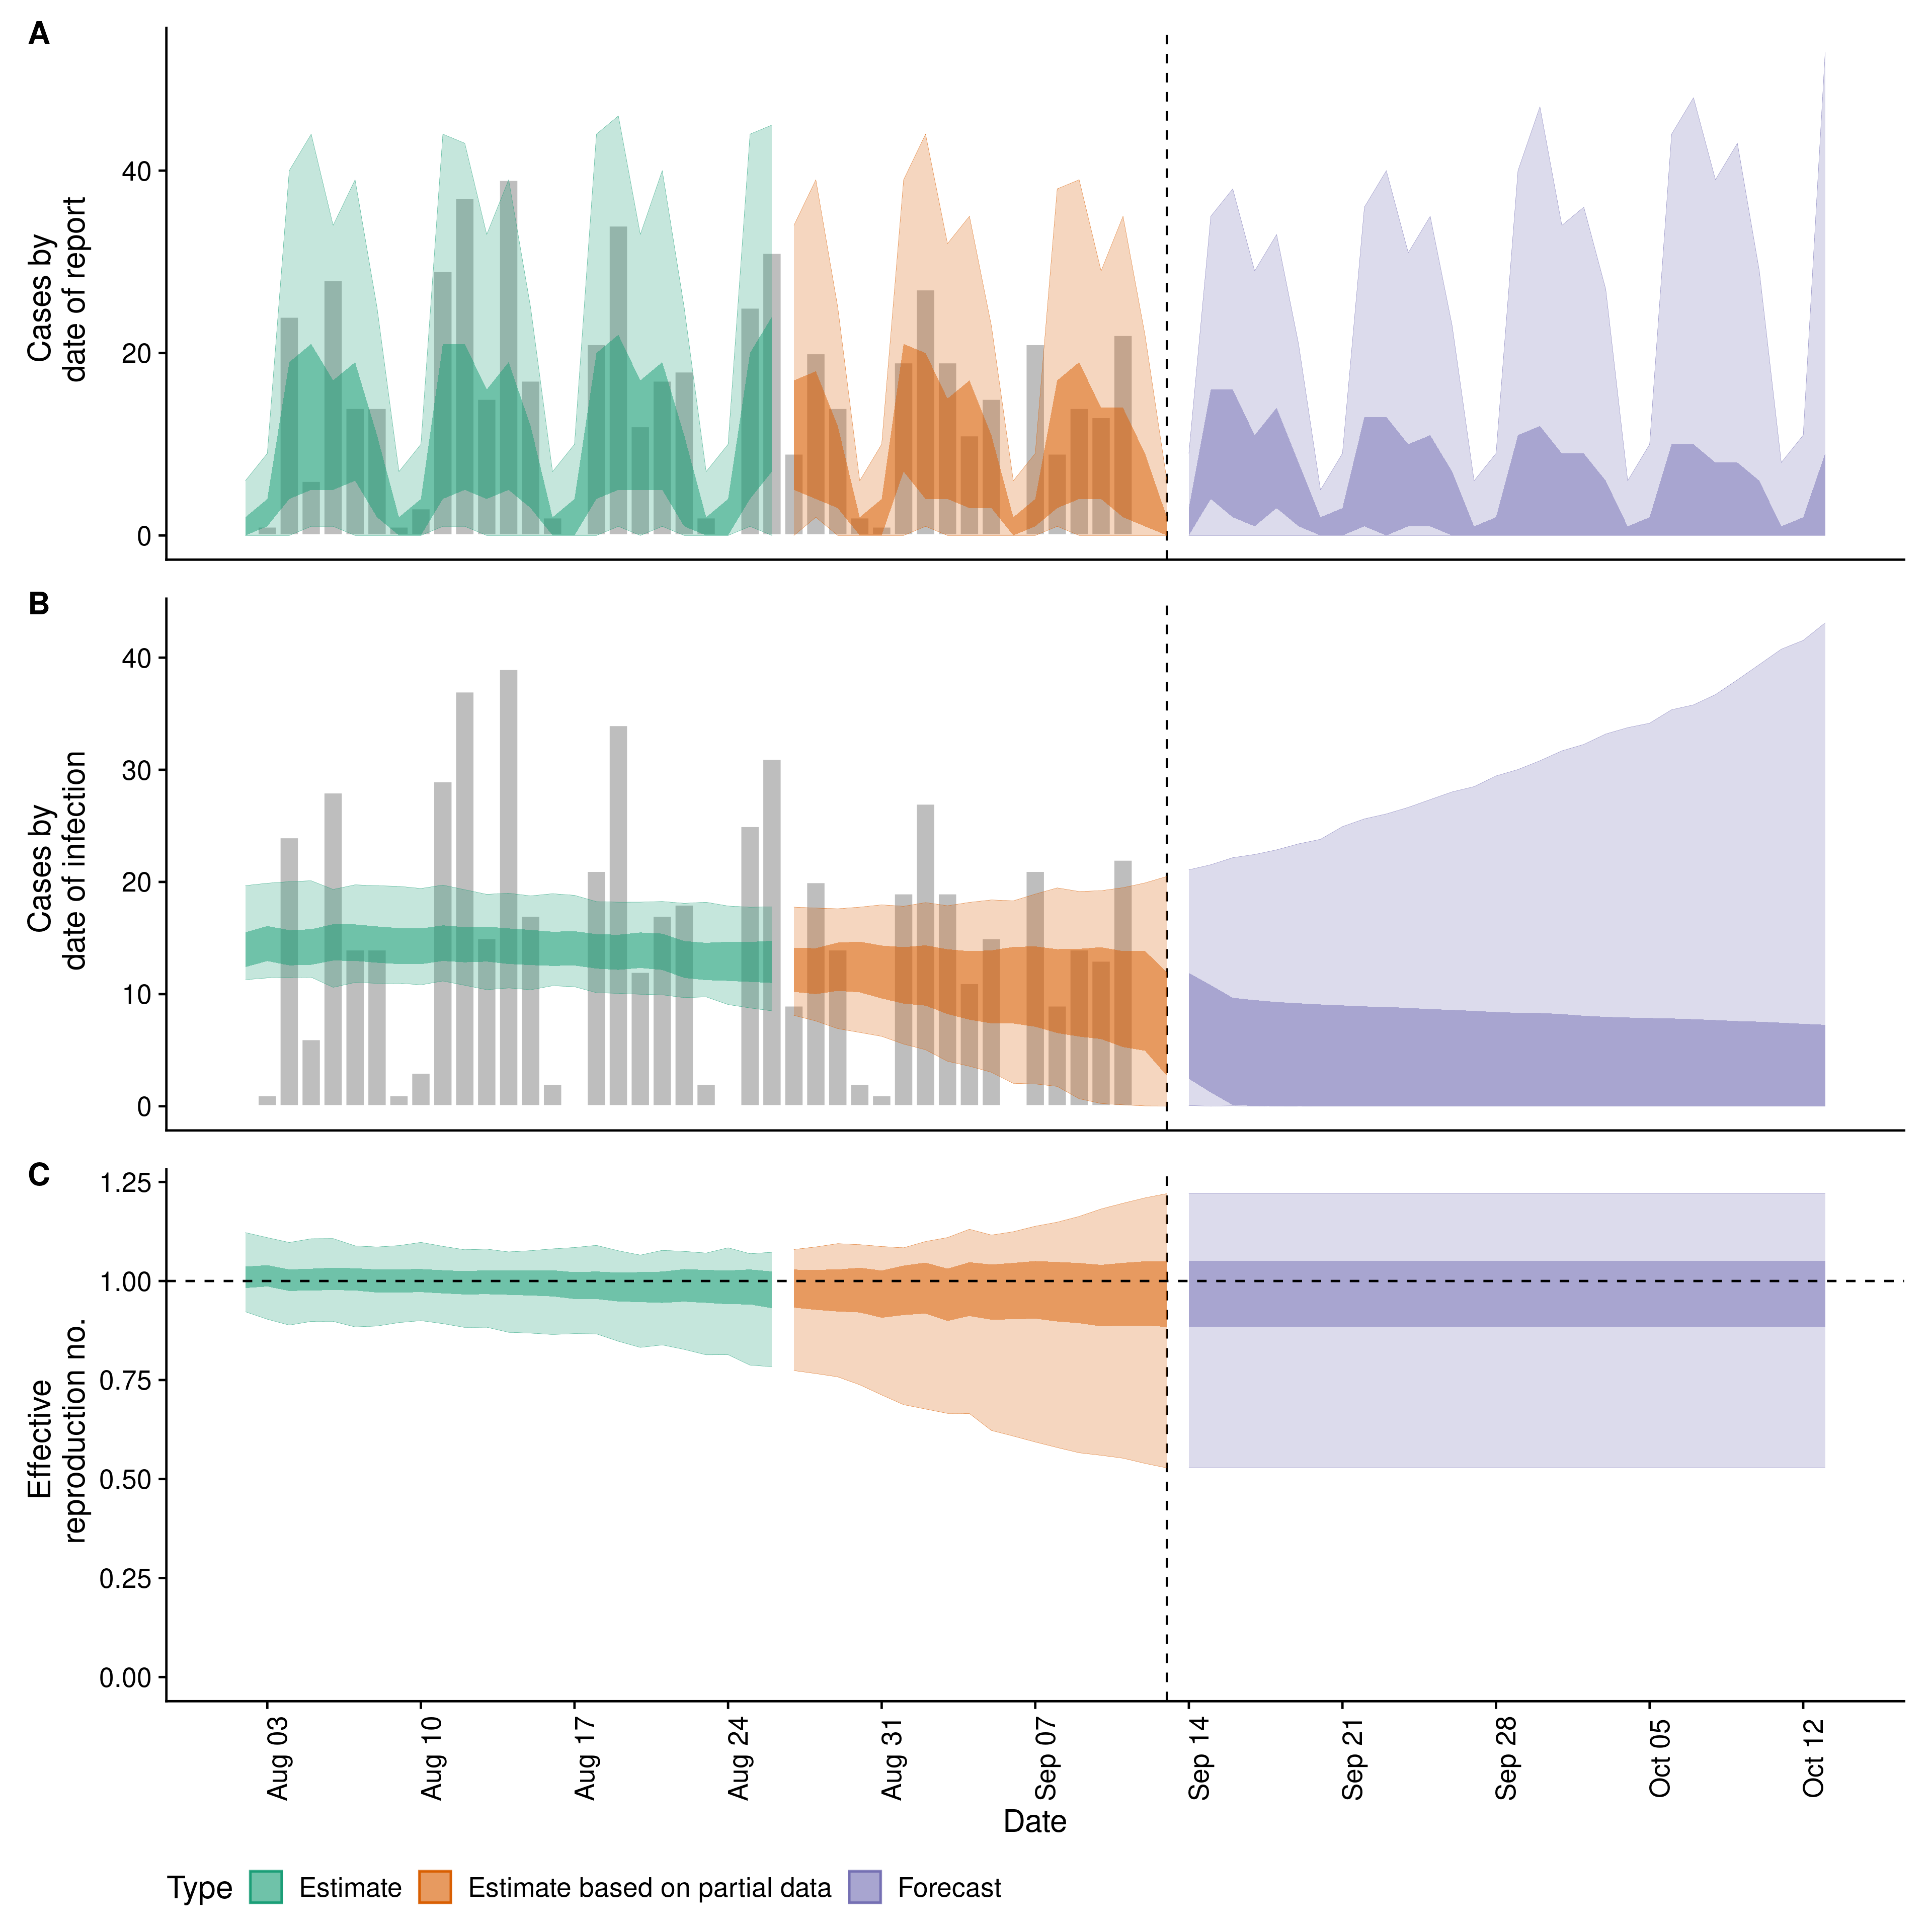 A
Cases by
date of report
40
20
0
B
Cases by
date of infection
40
30
20
10
0
C
Effective
reproduction no.
1.25
1.00
0.75
0.50
0.25
0.00
Aug 03
Aug 10
Aug 17
Aug 24
Aug 31
Sep 07
Sep 14
Sep 21
Sep 28
Oct 05
Oct 12
Date
Type Estimate Estimate based on partial data Forecast